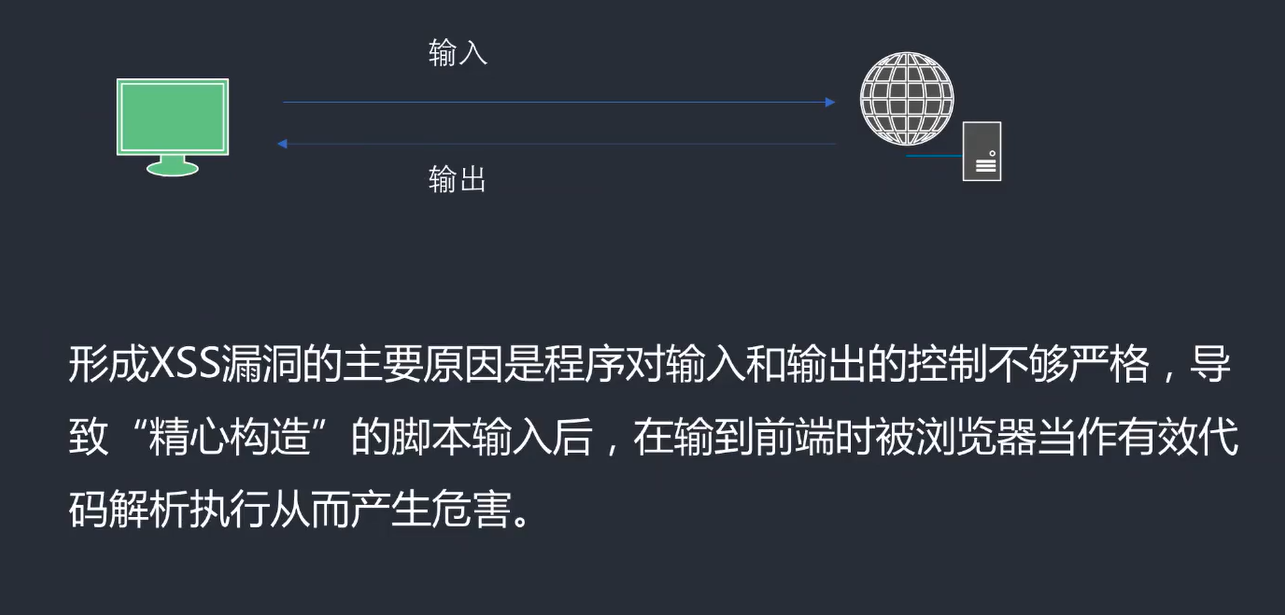 输入
输出
形成XSS漏洞的主要原因是程序对输入和输出的控制不够严格，导
致“精心构造”的脚本输入后，在输到前端时被浏览器当作有效代
码解析执行从而产生危害。